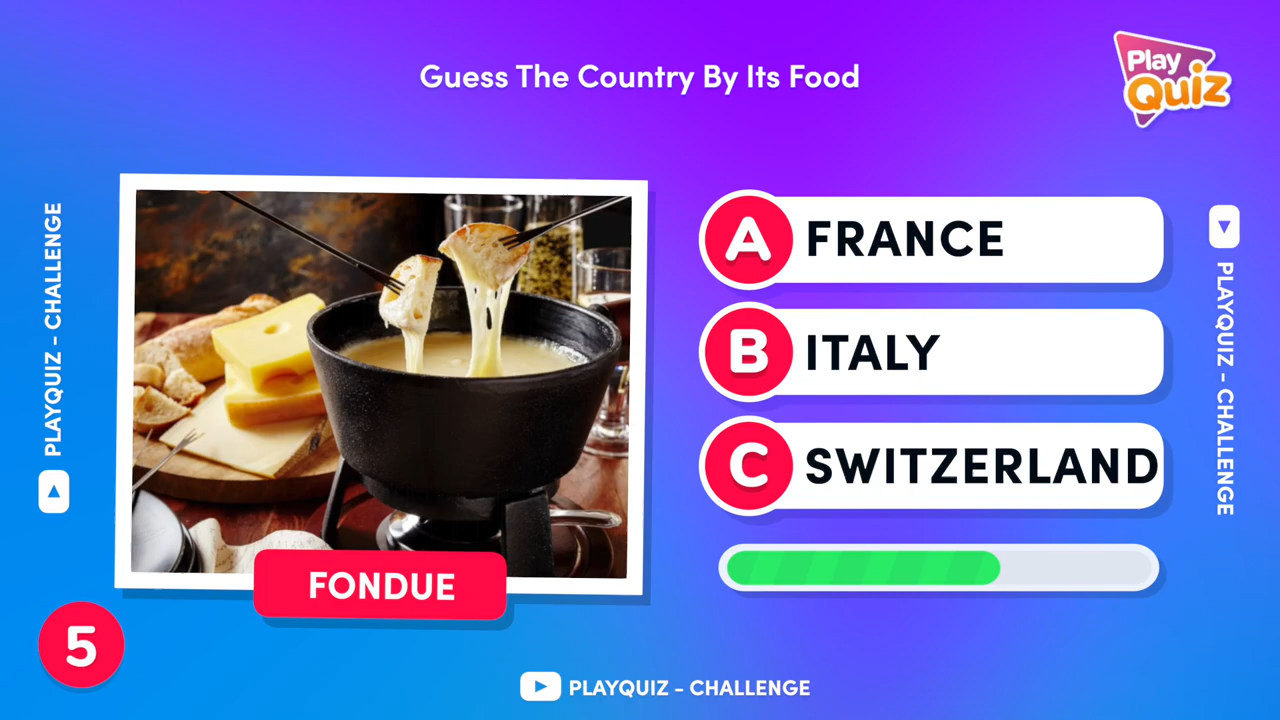 Guess The Country By Its Food
Play
Quiz
PLAYQUIZ - CHALLENGE
A FRANCE
B ITALY
C SWITZERLAND
PLAYQUIZ - CHALLENGE
FONDUE
5
PLAYQUIZ - CHALLENGE